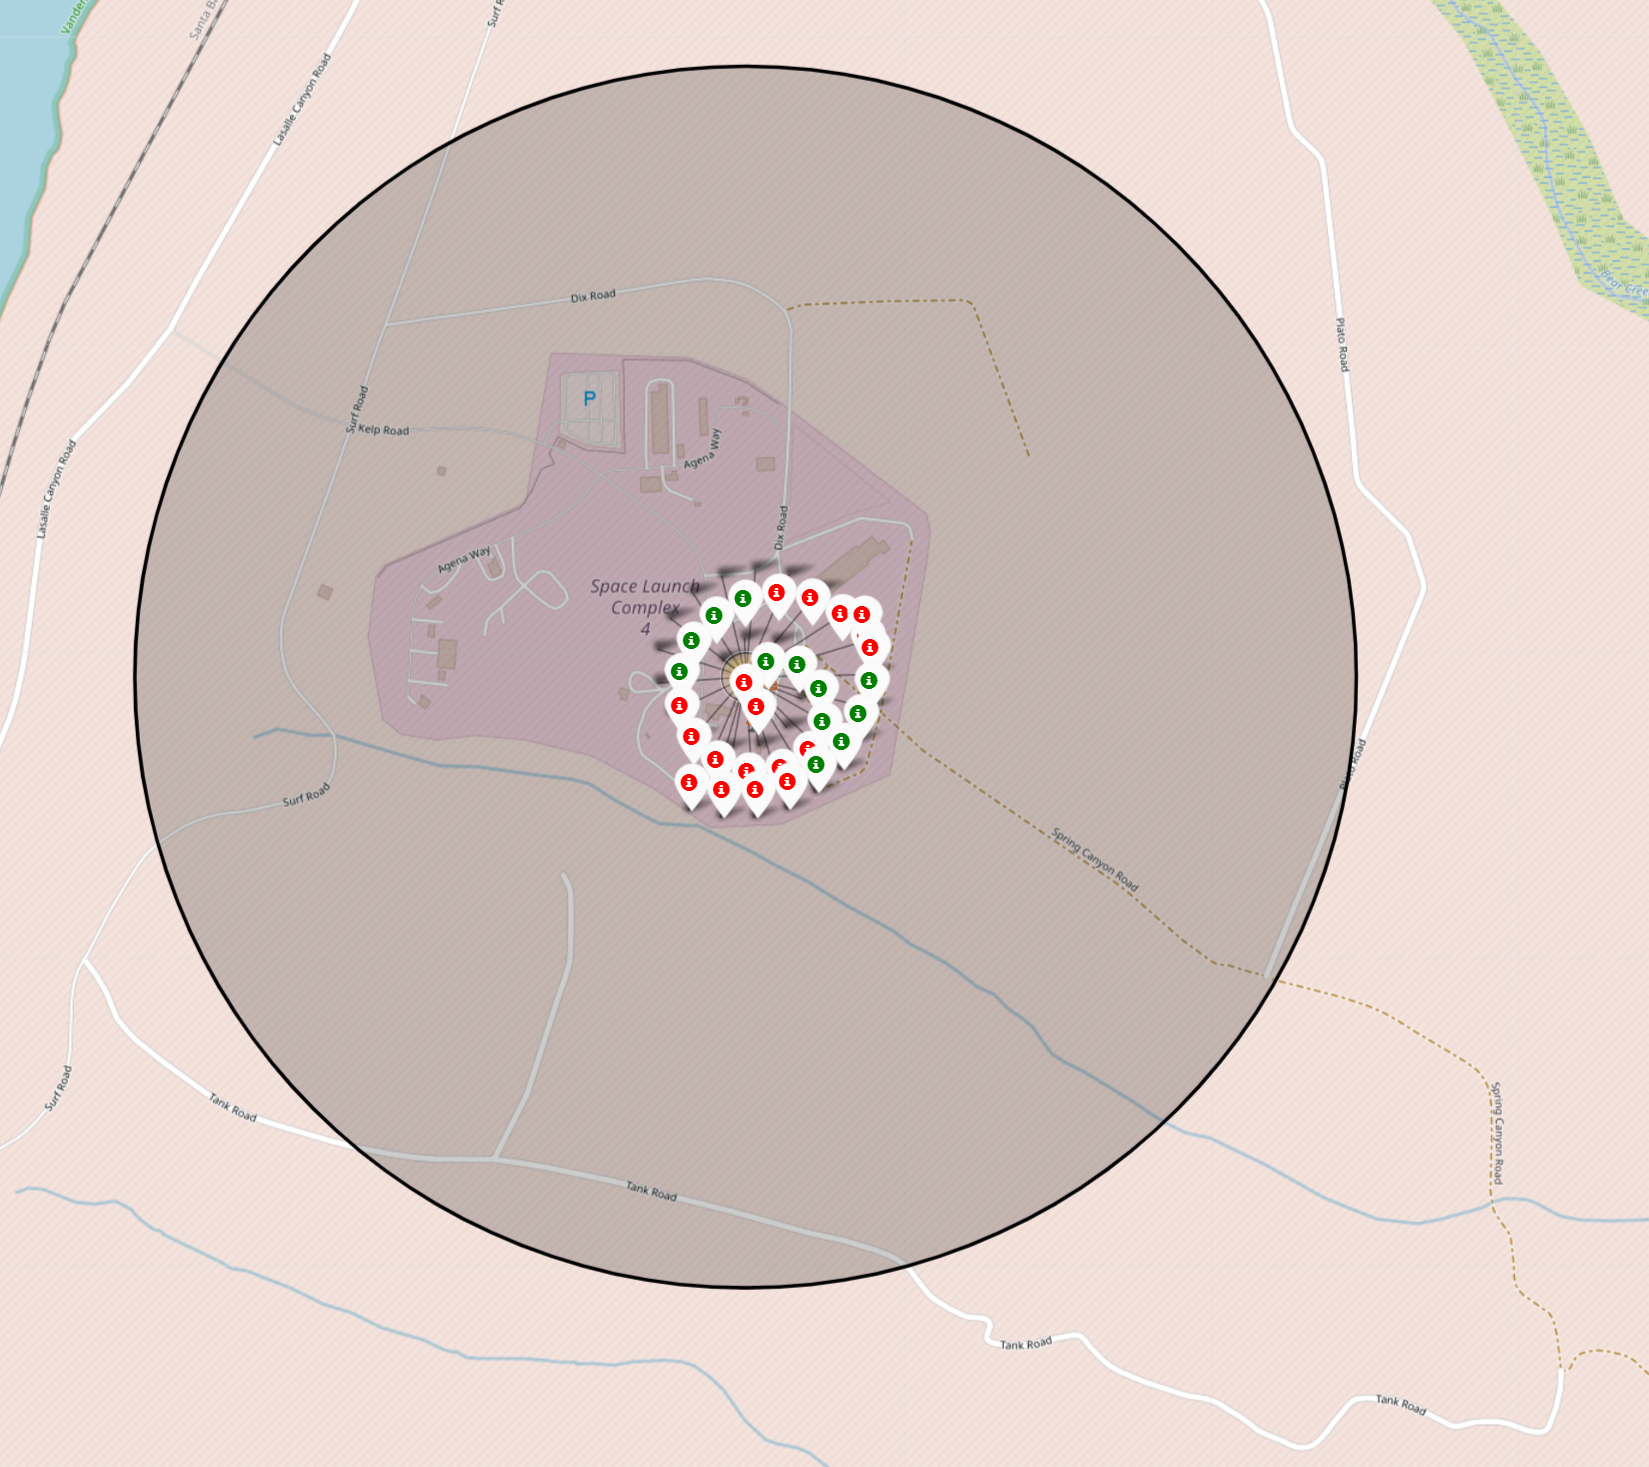 Santa B
Surf R
Lasalle Canyon Road
Dix Road
Plato Road
P
Surf Road
Kelp Road
Agena Way
Lasalle Canyon Road
Dix Road
Agena Way
Space Launch
Complex
4
Surf Road
Spring Canyon Road
Surf Road
Tank Road
Spring Canyon Road
Tank Road
Tank Road
Tank Road